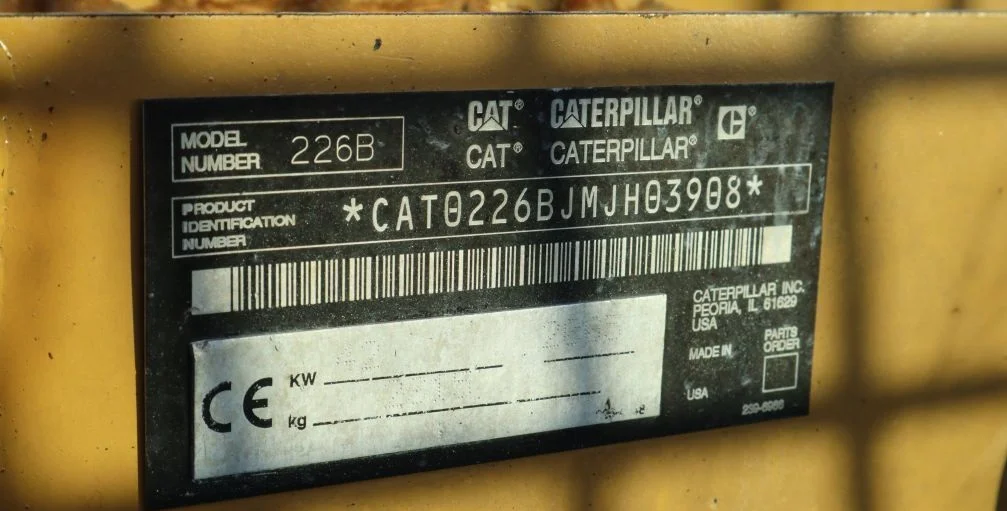 CAT® CATERPILLAR® ®
CAT® CATERPILLAR®
MODEL
NUMBER 226B
PRODUCT
IDENTIFICATION
NUMBER
*CAT0226BJMJH03908*
CATERPILLAR INC.
PEORIA, IL 61629
USA
MADE IN
USA
PARTS
ORDER
CE
KW
kg